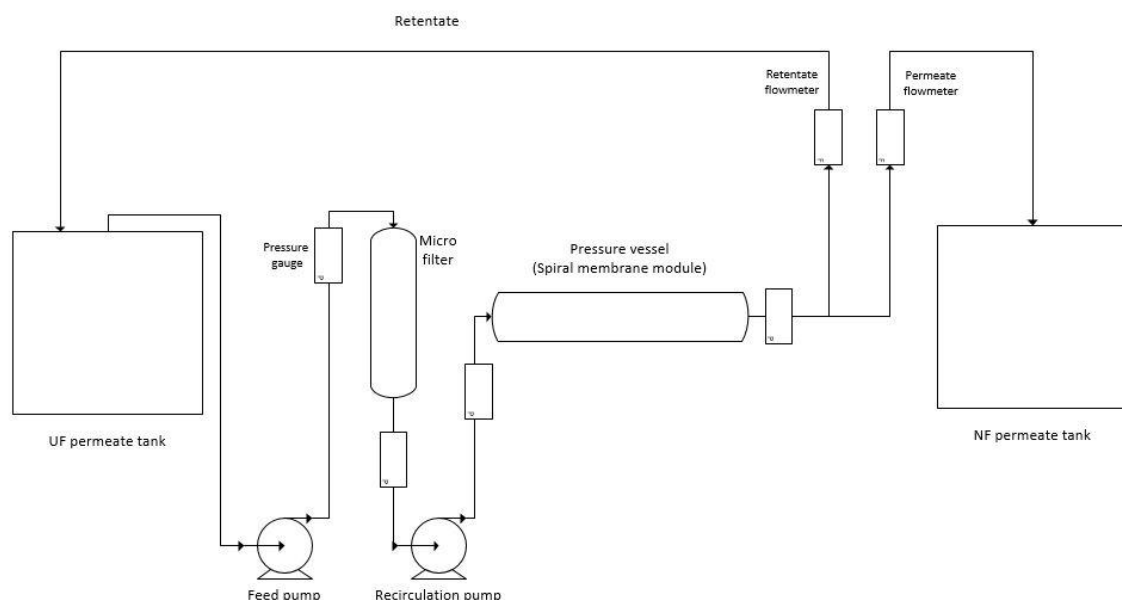 Retentate
Retentate
flowmeter
Permeate
flowmeter
Pressure
gauge
Micro
filter
Pressure vessel
(Spiral membrane module)
UF permeate tank
NF permeate tank
Feed pump
Recirculation pump